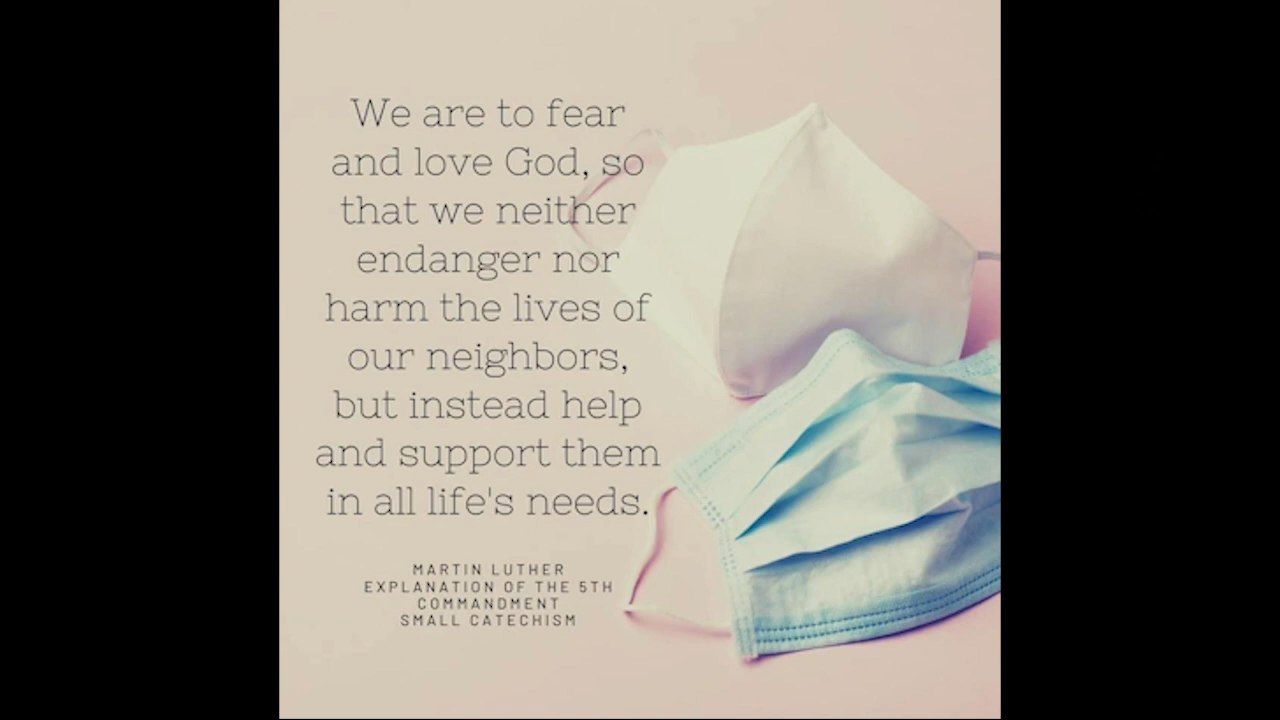 We are to fear
and love God, so
that we neither
endanger nor
harm the lives of
our neighbors,
but instead help
and support them
in all life's needs.
MARTIN LUTHER
EXPLANATION OF THE 5TH
COMMANDMENT
SMALL CATECHISM